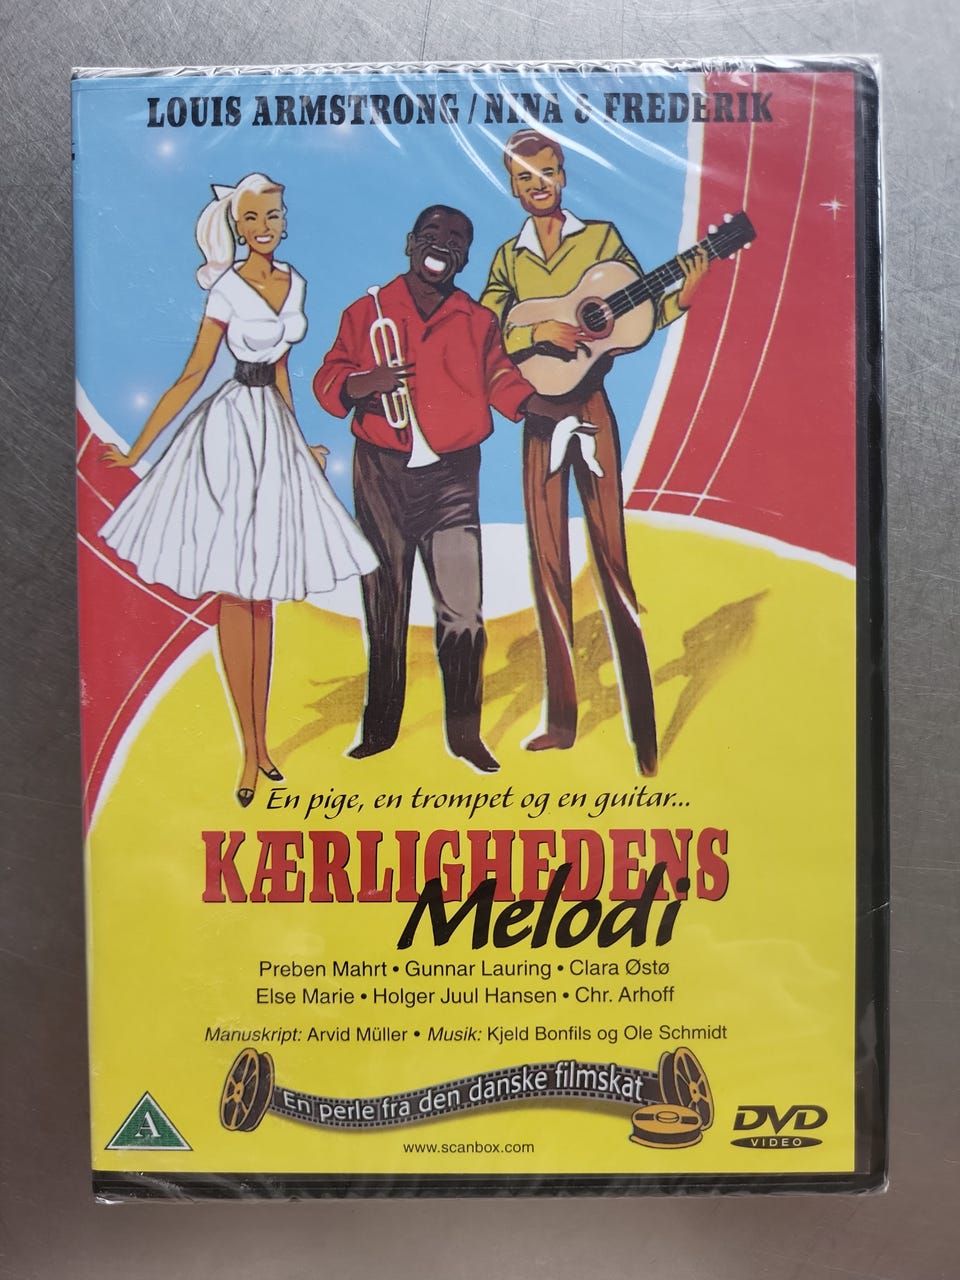 LOUIS ARMSTRONG / NINA & FREDERIK
En pige, en trompet og en guitar...
KÆRLIGHEDENS
Melodi
Preben Mahrt • Gunnar Lauring • Clara Østø
Else Marie • Holger Juul Hansen • Chr. Arhoff
Manuskript: Arvid Müller • Musik: Kjeld Bonfils og Ole Schmidt
En perle fra den danske filmskat
A
DVD
VIDEO
www.scanbox.com